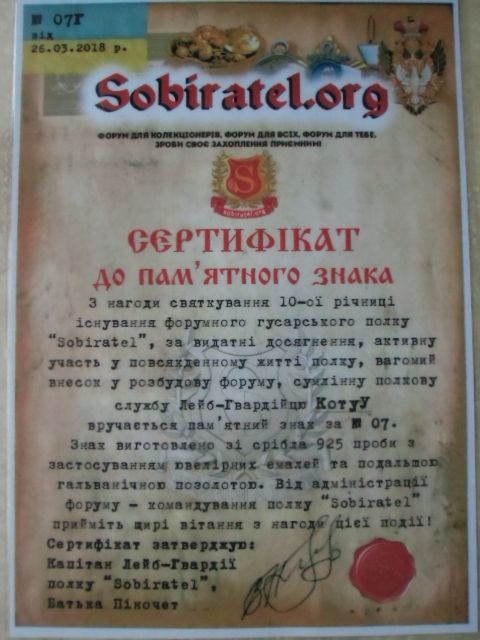 № 07Г
від
26.03.2018 р.
Sobiratel.org
ФОРУМ ДЛЯ КОЛЕКЦІОНЕРІВ, ФОРУМ ДЛЯ ВСІХ, ФОРУМ ДЛЯ ТЕБЕ,
ЗРОБИ СВОЄ ЗАХОПЛЕННЯ ПРИЄМНИМ!
S
sobiratel.org
СЕРТИФІКАТ
ДО ПАМ'ЯТНОГО ЗНАКА
З нагоди святкування 10-ої річниці
існування форумного гусарського полку
"Sobiratel", за видатні досягнення, активну
участь у повсякденному житті полку, вагомий
внесок у розбудову форуму, сумлінну полкову
службу Лейб-Гвардійцю КотуУ
вручається пам'ятний знак за № 07.
Знак виготовлено зі срібла 925 проби з
застосуванням ювелірних емалей та подальшою
гальванічною позолотою. Від адміністрації
форуму - командування полку "Sobiratel"
прийміть щирі вітання з нагоди цієї події!
Сертифікат затверджую:
Капітан Лейб-Гвардії
полку "Sobiratel",
Батька Піночет